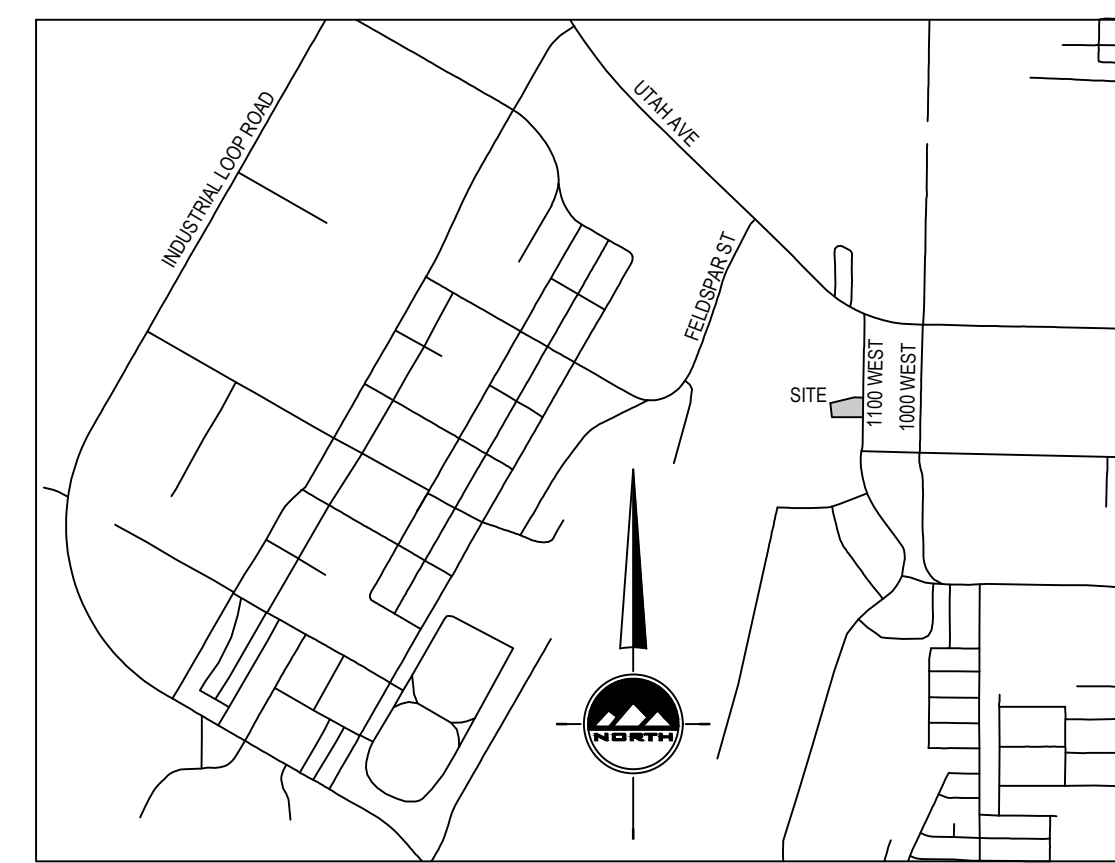 INDUSTRIAL LOOP ROAD
UTAH AVE
FELDSPAR ST
SITE
1100 WEST
1000 WEST
NORTH